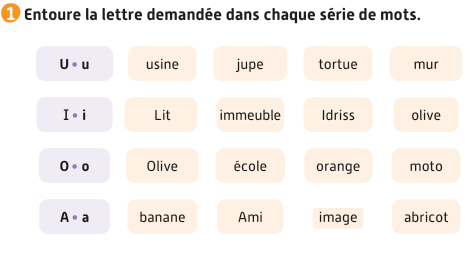 1 Entoure la lettre demandée dans chaque série de mots.
U • u usine jupe tortue mur
I • i Lit immeuble Idriss olive
O • o Olive école orange moto
A • a banane Ami image abricot